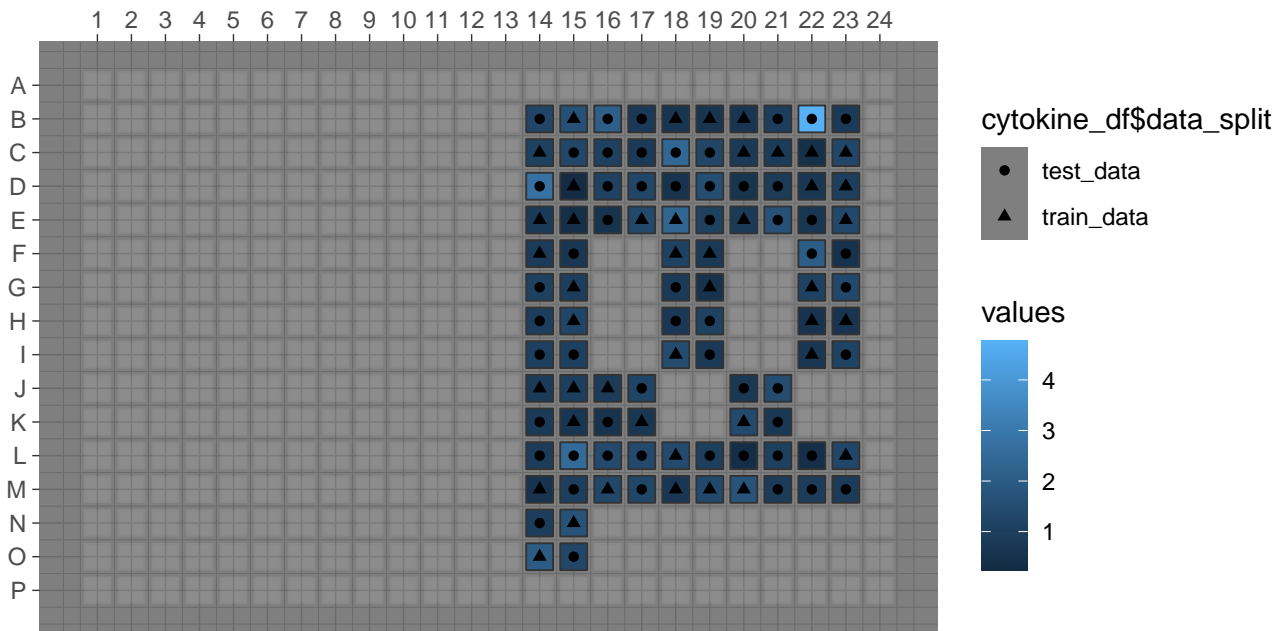 1 2 3 4 5 6 7 8 9 10 11 12 13 14 15 16 17 18 19 20 21 22 23 24
A
B
C
D
E
F
G
H
I
J
K
L
M
N
O
P
cytokine_df$data_split
test_data
train_data
values
4
3
2
1